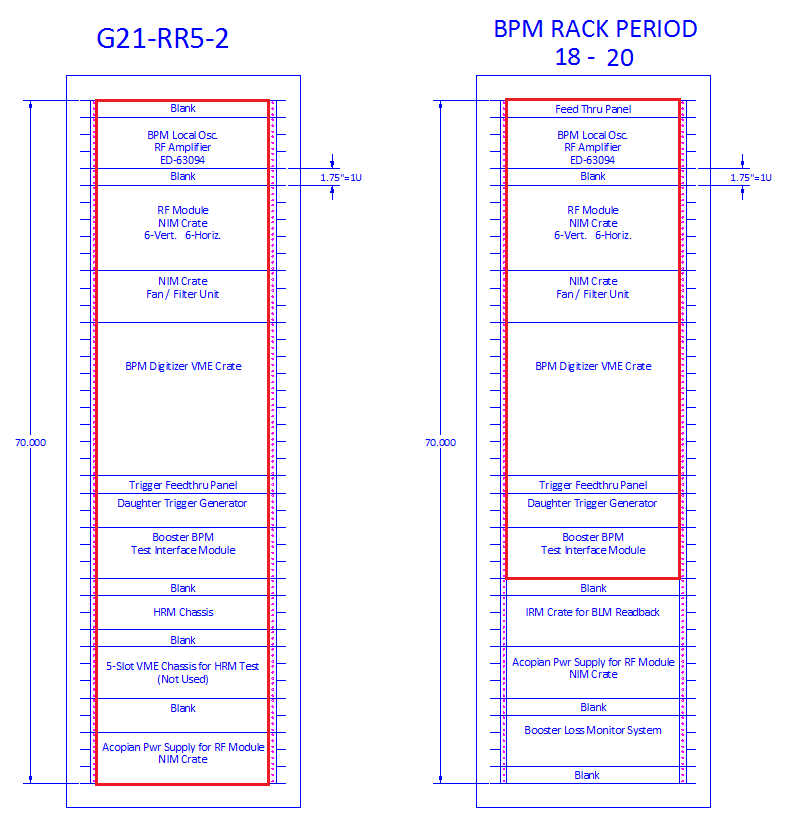 G21-RR5-2
Blank
BPM Local Osc.
RF Amplifier
ED-63094
Blank
1.75"=1U
RF Module
NIM Crate
6-Vert. 6-Horiz.
NIM Crate
Fan / Filter Unit
BPM Digitizer VME Crate
70.000
Trigger Feedthru Panel
Daughter Trigger Generator
Booster BPM
Test Interface Module
Blank
HRM Chassis
Blank
5-Slot VME Chassis for HRM Test
(Not Used)
Blank
Acopian Pwr Supply for RF Module
NIM Crate
BPM RACK PERIOD
18 - 20
Feed Thru Panel
BPM Local Osc.
RF Amplifier
ED-63094
Blank
1.75"=1U
RF Module
NIM Crate
6-Vert. 6-Horiz.
NIM Crate
Fan / Filter Unit
BPM Digitizer VME Crate
70.000
Trigger Feedthru Panel
Daughter Trigger Generator
Booster BPM
Test Interface Module
Blank
IRM Crate for BLM Readback
Acopian Pwr Supply for RF Module
NIM Crate
Blank
Booster Loss Monitor System
Blank